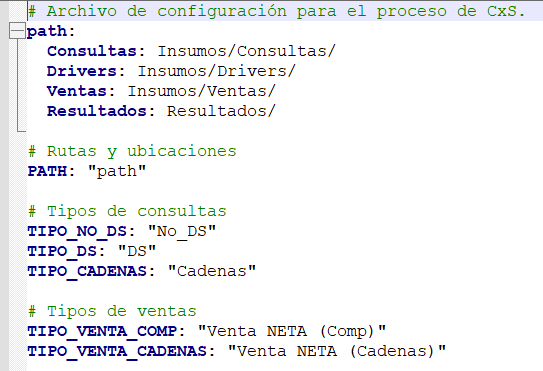 # Archivo de configuración para el proceso de CxS.
path:
  Consultas: Insumos/Consultas/
  Drivers: Insumos/Drivers/
  Ventas: Insumos/Ventas/
  Resultados: Resultados/

# Rutas y ubicaciones
PATH: "path"

# Tipos de consultas
TIPO_NO_DS: "No_DS"
TIPO_DS: "DS"
TIPO_CADENAS: "Cadenas"

# Tipos de ventas
TIPO_VENTA_COMP: "Venta NETA (Comp)"
TIPO_VENTA_CADENAS: "Venta NETA (Cadenas)"